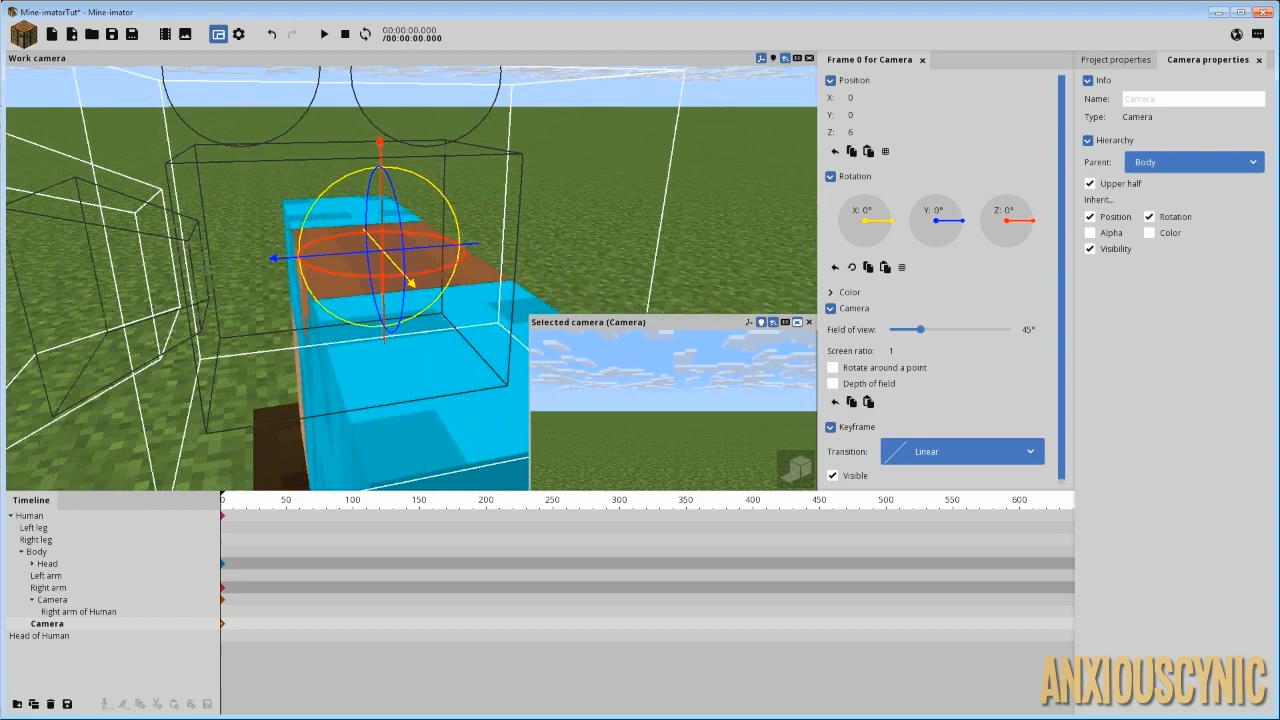 Mine-imatorTut* - Mine-imator
00:00:00.000
/00:00:00.000
Work camera
Frame 0 for Camera
Position
X: 0
Y: 0
Z: 6
Rotation
X: 0°
Y: 0°
Z: 0°
Color
Camera
Field of view:
45°
Screen ratio: 1
Rotate around a point
Depth of field
Keyframe
Transition:
Linear
Visible
Project properties
Camera properties
Info
Name: Camera
Type: Camera
Hierarchy
Parent: Body
Upper half
Inherit...
Position
Rotation
Alpha
Color
Visibility
Selected camera (Camera)
Timeline
0 50 100 150 200 250 300 350 400 450 500 550 600
Human
Left leg
Right leg
Body
Head
Left arm
Right arm
Camera
Right arm of Human
Camera
Head of Human
ANXIOUSCYNIC